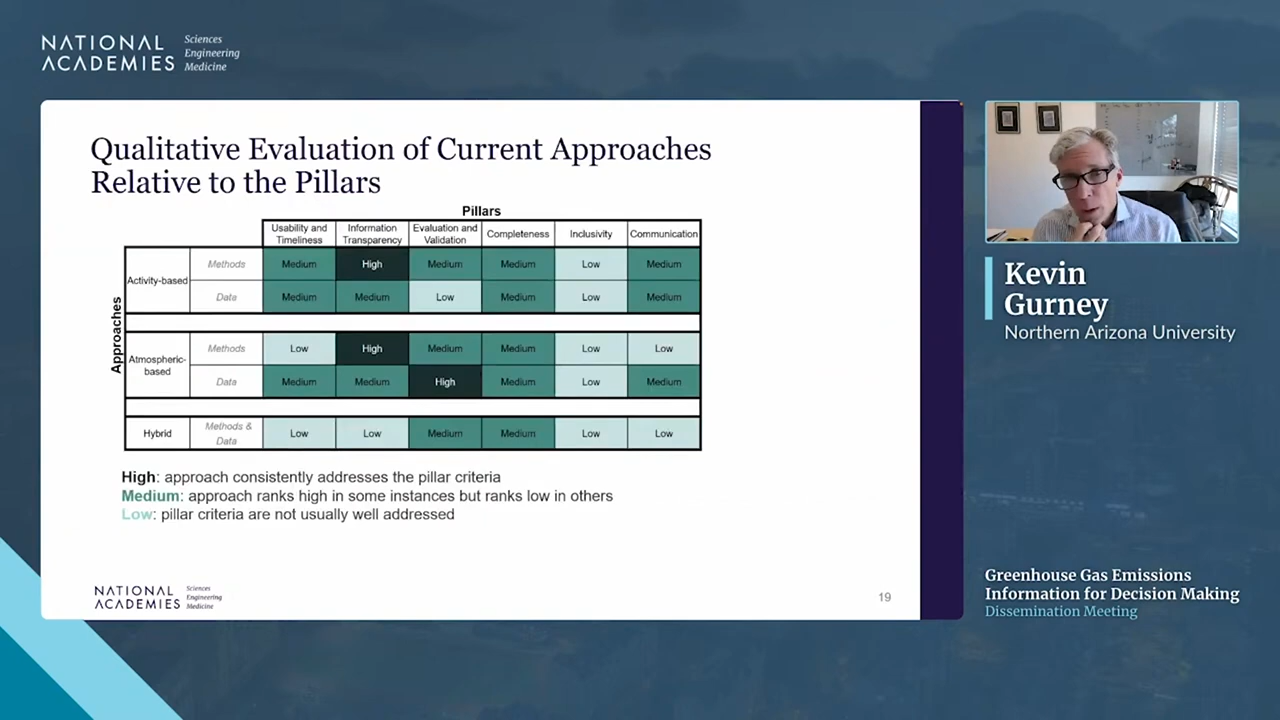 NATIONAL
ACADEMIES
Sciences
Engineering
Medicine
Qualitative Evaluation of Current Approaches
Relative to the Pillars
Pillars
Usability and Timeliness Information Transparency Evaluation and Validation Completeness Inclusivity Communication
Approaches
Activity-based
Methods Medium High Medium Medium Low Medium
Data Medium Medium Low Medium Low Medium
Atmospheric-
based
Methods Low High Medium Medium Low Low
Data Medium Medium High Medium Low Medium
Hybrid
Methods & Data Low Low Medium Medium Low Low
High: approach consistently addresses the pillar criteria
Medium: approach ranks high in some instances but ranks low in others
Low: pillar criteria are not usually well addressed
NATIONAL
ACADEMIES
Sciences
Engineering
Medicine
19
Kevin
Gurney
Northern Arizona University
Greenhouse Gas Emissions
Information for Decision Making
Dissemination Meeting